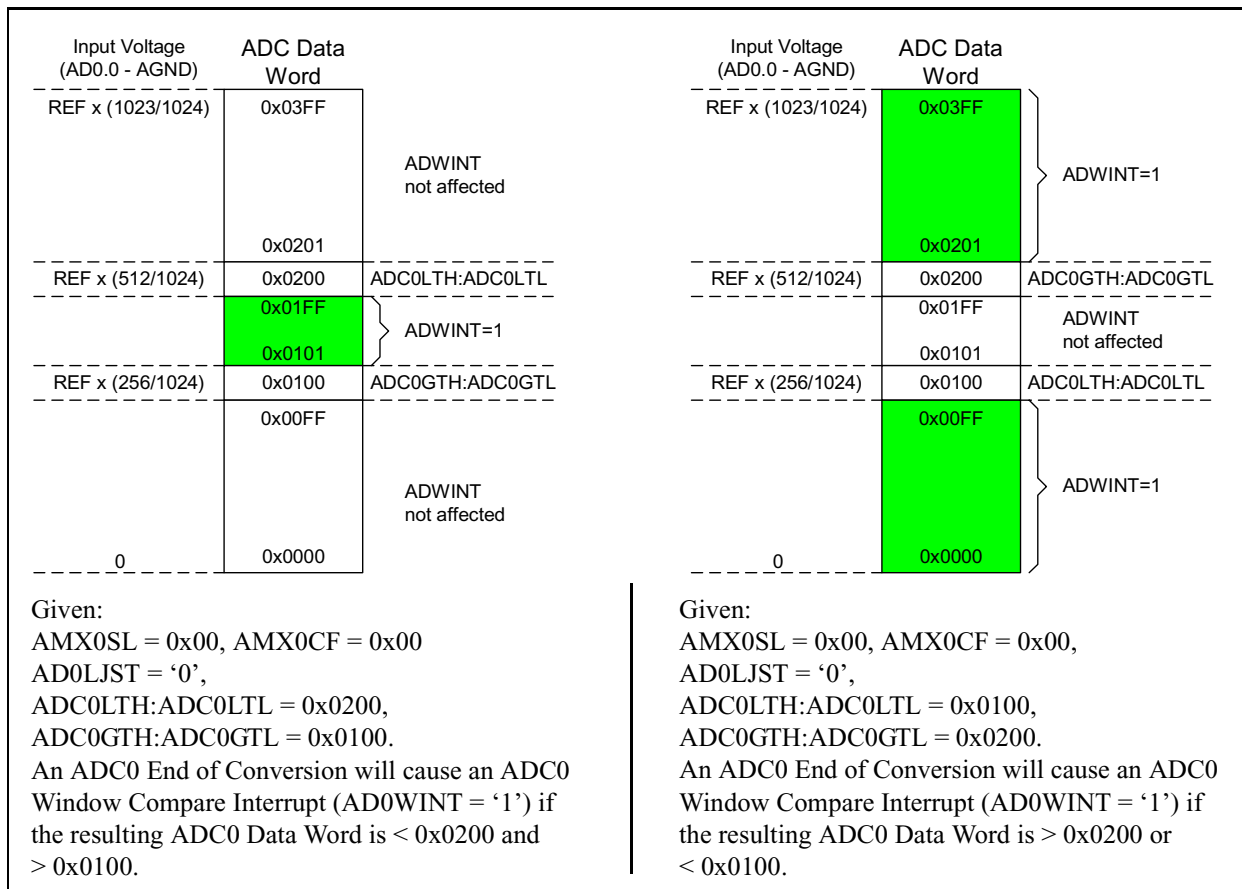 Input Voltage
(AD0.0 - AGND)
ADC Data
Word
REF x (1023/1024)
0x03FF
ADWINT
not affected
0x0201
REF x (512/1024)
0x0200
ADC0LTH:ADC0LTL
0x01FF
ADWINT=1
0x0101
REF x (256/1024)
0x0100
ADC0GTH:ADC0GTL
0x00FF
ADWINT
not affected
0
0x0000
Given:
AMX0SL = 0x00, AMX0CF = 0x00
AD0LJST = ‘0’,
ADC0LTH:ADC0LTL = 0x0200,
ADC0GTH:ADC0GTL = 0x0100.
An ADC0 End of Conversion will cause an ADC0
Window Compare Interrupt (AD0WINT = ‘1’) if
the resulting ADC0 Data Word is < 0x0200 and
> 0x0100.
Input Voltage
(AD0.0 - AGND)
ADC Data
Word
REF x (1023/1024)
0x03FF
ADWINT=1
0x0201
REF x (512/1024)
0x0200
ADC0GTH:ADC0GTL
0x01FF
ADWINT
not affected
0x0101
REF x (256/1024)
0x0100
ADC0LTH:ADC0LTL
0x00FF
ADWINT=1
0
0x0000
Given:
AMX0SL = 0x00, AMX0CF = 0x00,
AD0LJST = ‘0’,
ADC0LTH:ADC0LTL = 0x0100,
ADC0GTH:ADC0GTL = 0x0200.
An ADC0 End of Conversion will cause an ADC0
Window Compare Interrupt (AD0WINT = ‘1’) if
the resulting ADC0 Data Word is > 0x0200 or
< 0x0100.